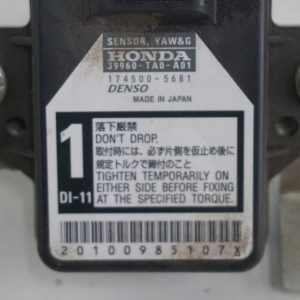 SENSOR, YAW&G
HONDA
39960-TA0-A01
174500-5681
DENSO
MADE IN JAPAN
1
DI-11
落下厳禁
DON'T DROP.
取付時には、必ず片側を仮止め後に
規定トルクで締付のこと
TIGHTEN TEMPORARILY ON
EITHER SIDE BEFORE FIXING
AT THE SPECIFIED TORQUE.
20100985107X